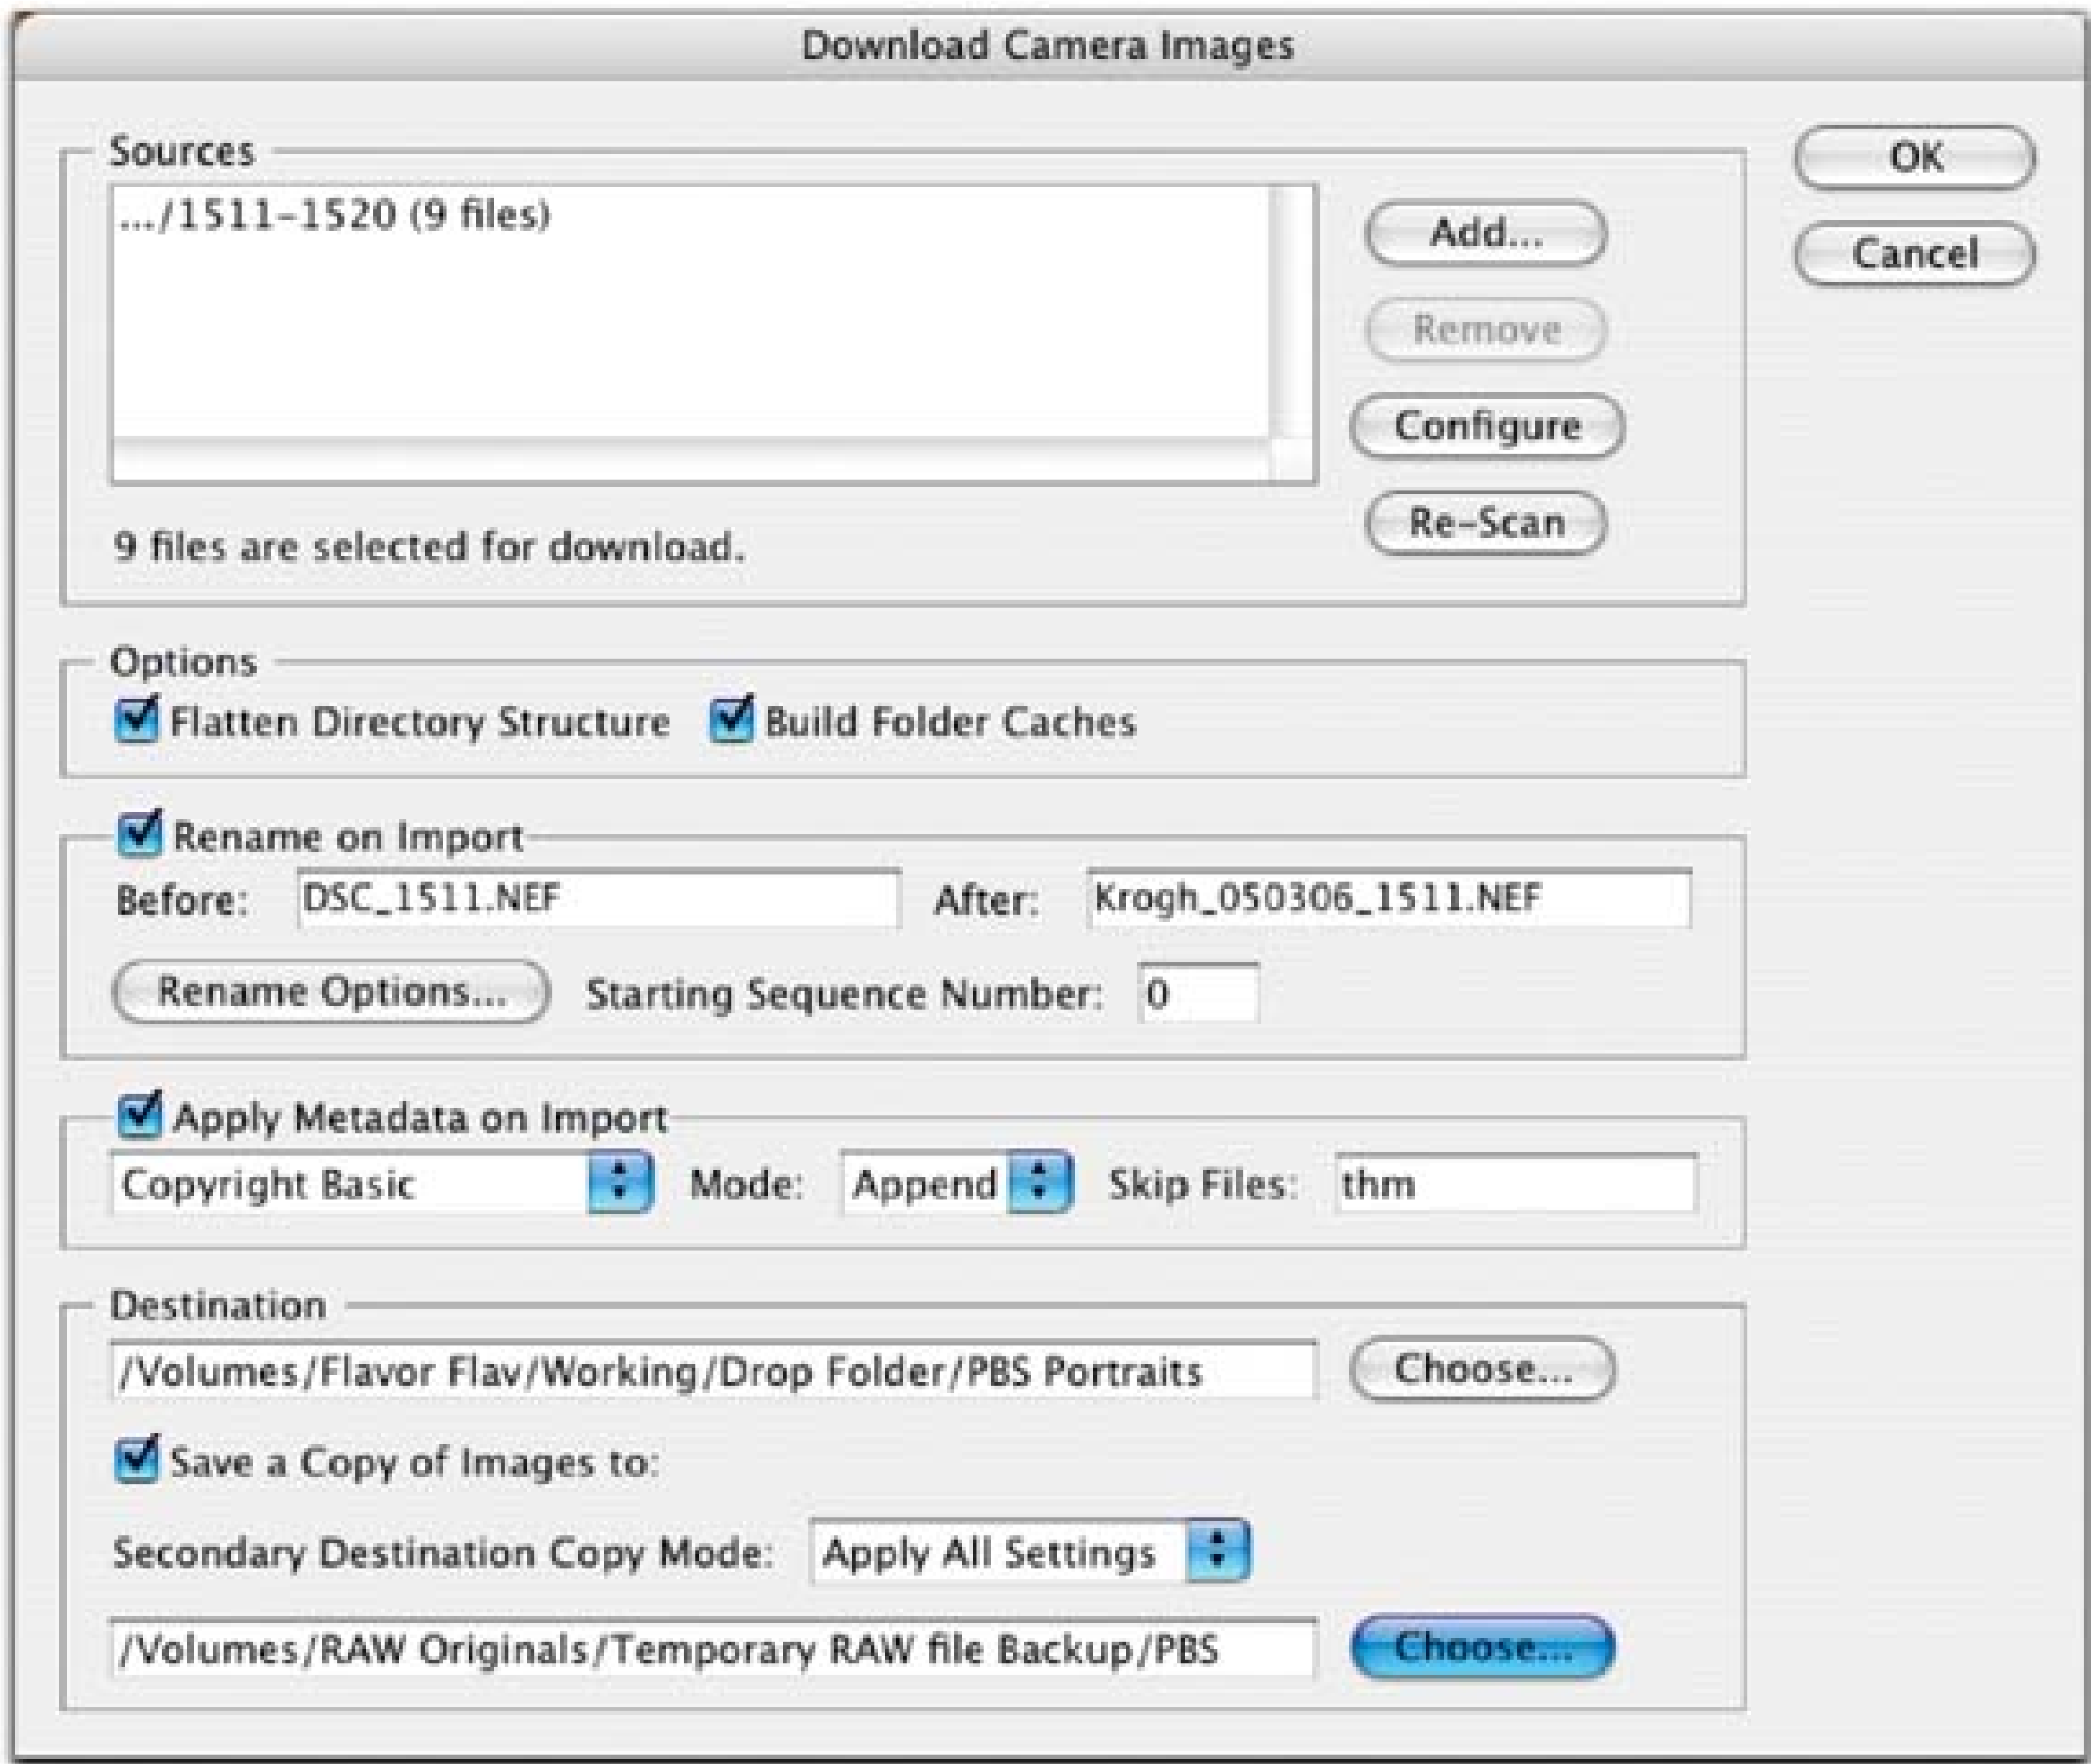 Download Camera Images
Sources
.../1511-1520 (9 files)
OK
Add...
Cancel
Remove
Configure
Re-Scan
9 files are selected for download.
Options
Flatten Directory Structure Build Folder Caches
Rename on Import
Before: DSC_1511.NEF After: Krogh_050306_1511.NEF
Rename Options... Starting Sequence Number: 0
Apply Metadata on Import
Copyright Basic Mode: Append Skip Files: thm
Destination
/Volumes/Flavor Flav/Working/Drop Folder/PBS Portraits Choose...
Save a Copy of Images to:
Secondary Destination Copy Mode: Apply All Settings
/Volumes/RAW Originals/Temporary RAW file Backup/PBS Choose...